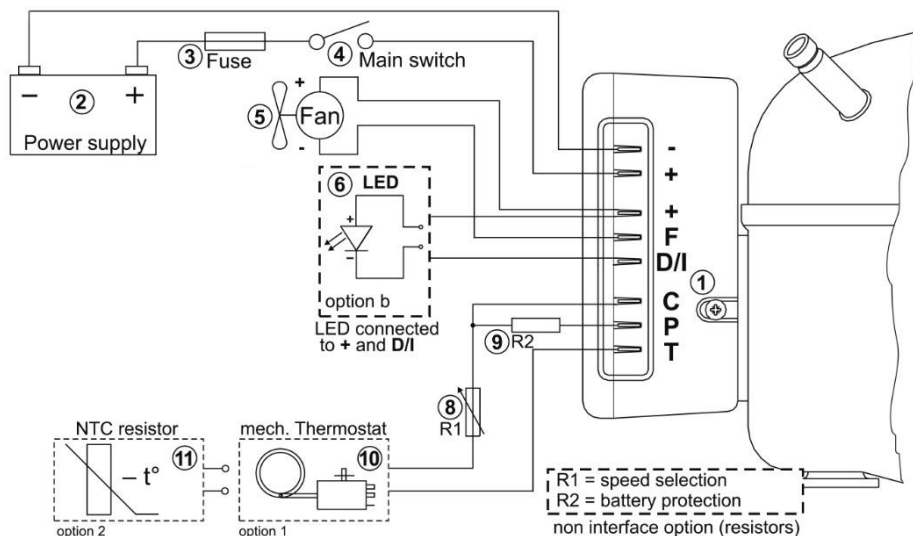 3 Fuse
4 Main switch
2
− +
Power supply
5 Fan
+
-
6 LED
+
−
option b
LED connected
to + and D/I
-
+
+
F
D/I
C
P
T
1
9 R2
8
R1
NTC resistor
11
− t°
option 2
mech. Thermostat
10
option 1
R1 = speed selection
R2 = battery protection
non interface option (resistors)